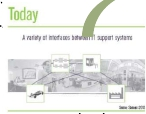 Today
A variety of interfaces between IT support systems